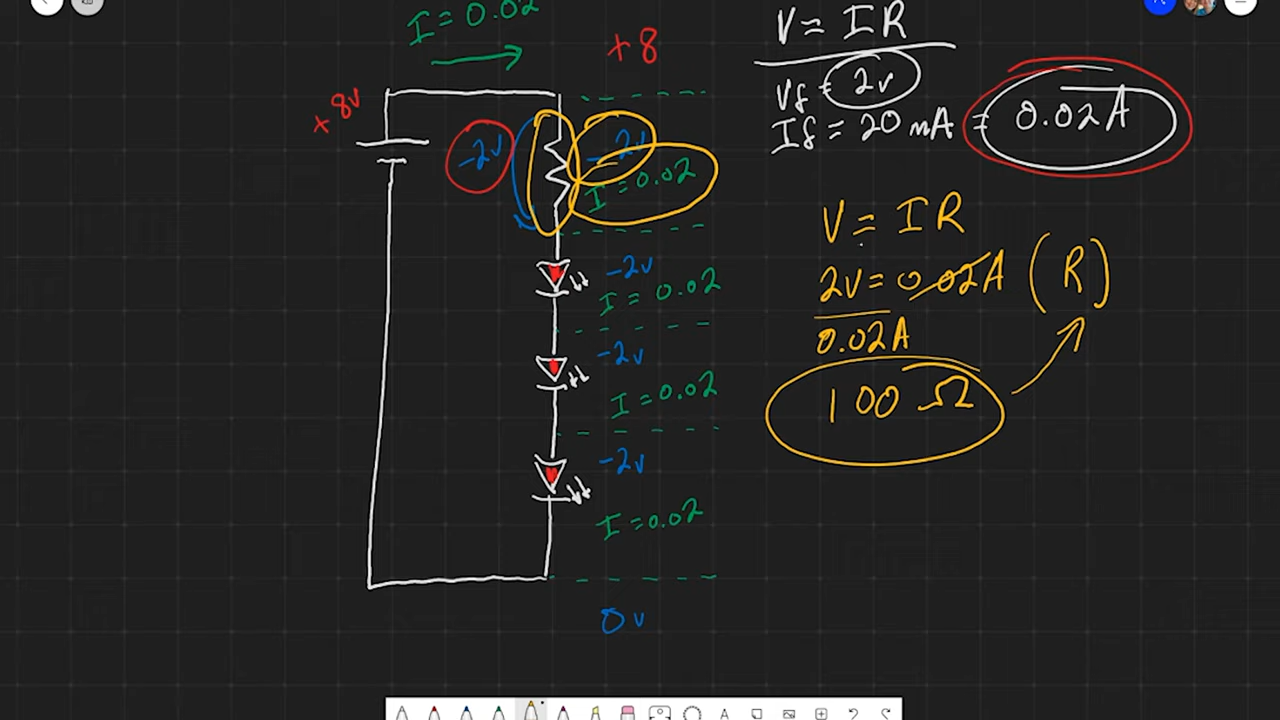 I = 0.02
+8
+8v
-2v
-2v
I = 0.02
-2v
I = 0.02
-2v
I = 0.02
-2v
I = 0.02
0v
V = IR
Vf = 2v
If = 20 mA = 0.02A
V = IR
2v = 0.02A (R)
0.02A
100 Ω
A